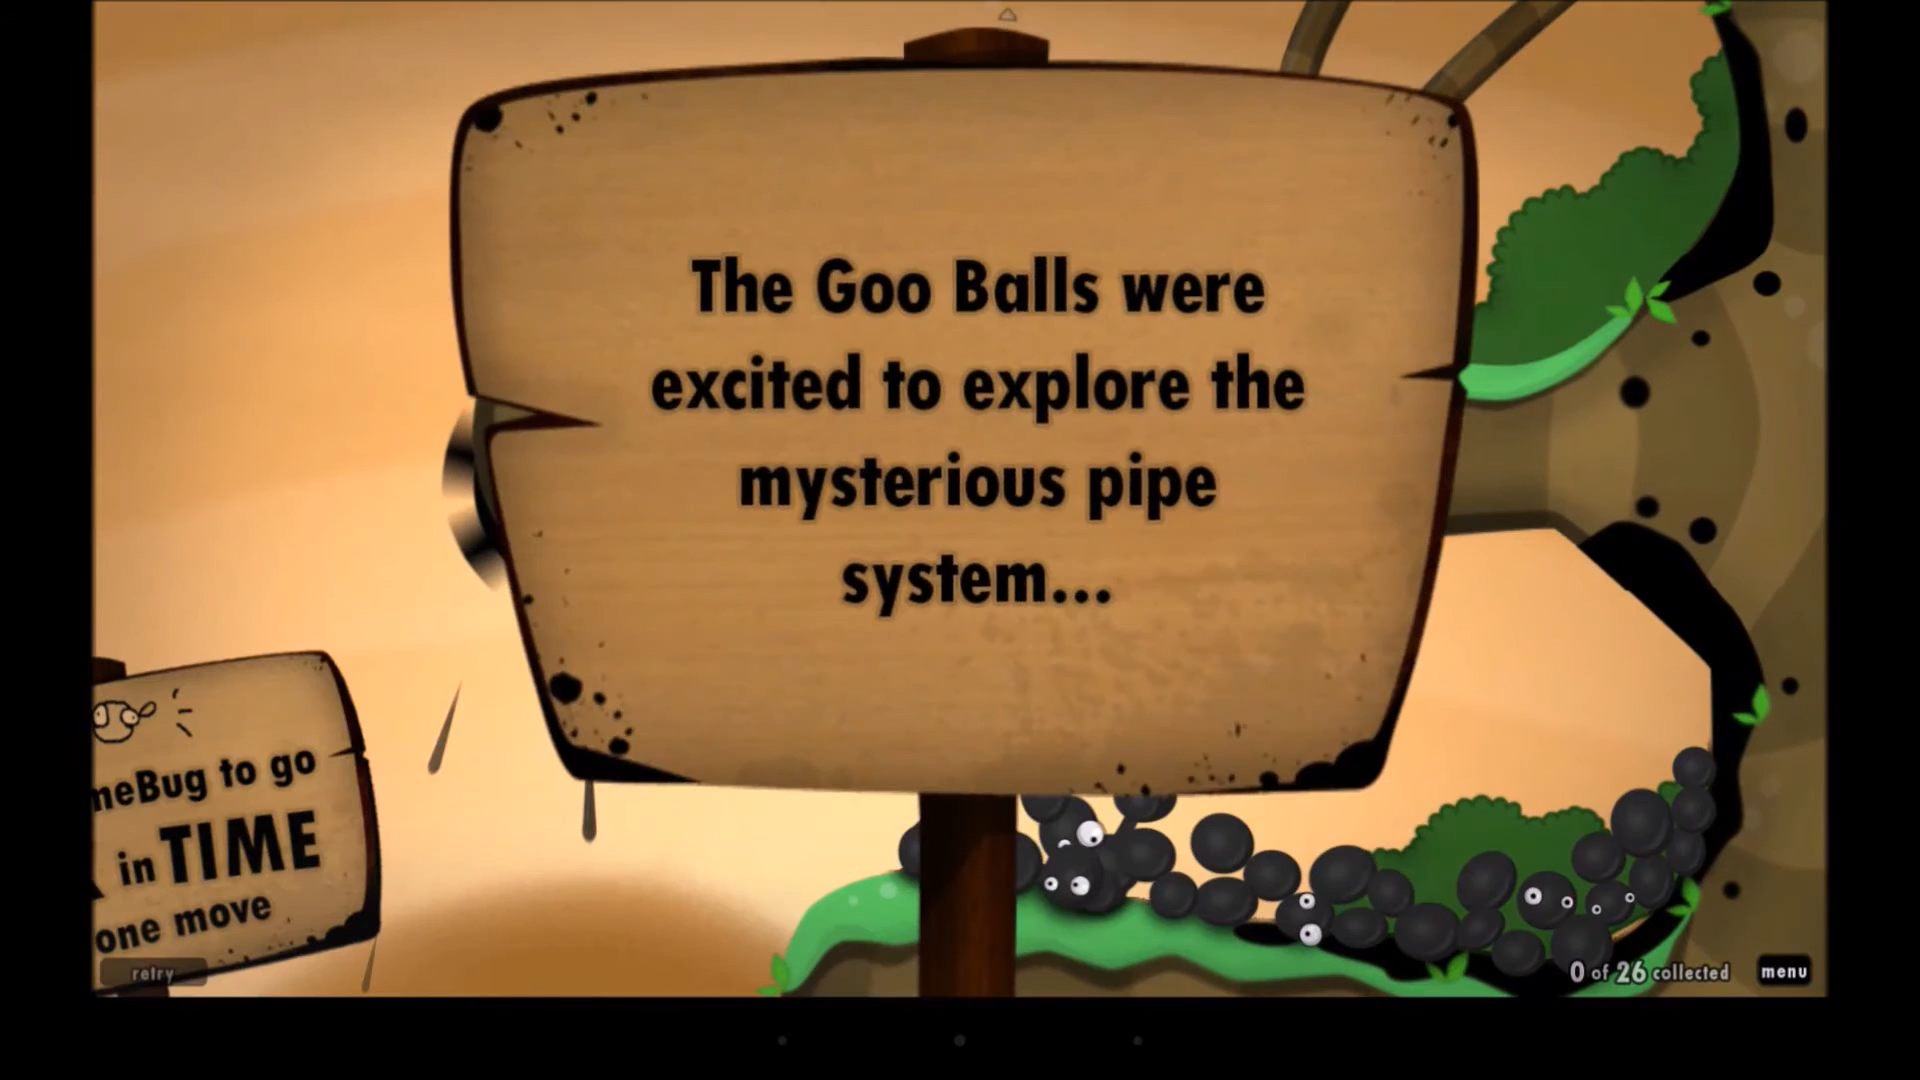 The Goo Balls were
excited to explore the
mysterious pipe
system...
meBug to go
in TIME
one move
retry
0 of 26 collected
menu